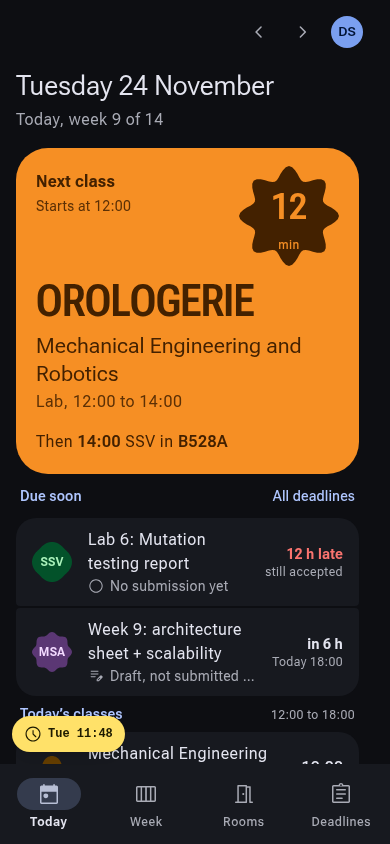 DS
Tuesday 24 November
Today, week 9 of 14
Next class
Starts at 12:00
12
min
OROLOGERIE
Mechanical Engineering and
Robotics
Lab, 12:00 to 14:00
Then 14:00 SSV in B528A
Due soon
All deadlines
SSV
Lab 6: Mutation
testing report
No submission yet
12 h late
still accepted
MSA
Week 9: architecture
sheet + scalability
Draft, not submitted ...
in 6 h
Today 18:00
Today's classes
12:00 to 18:00
Tue 11:48
Mechanical Engineering
Today
Week
Rooms
Deadlines